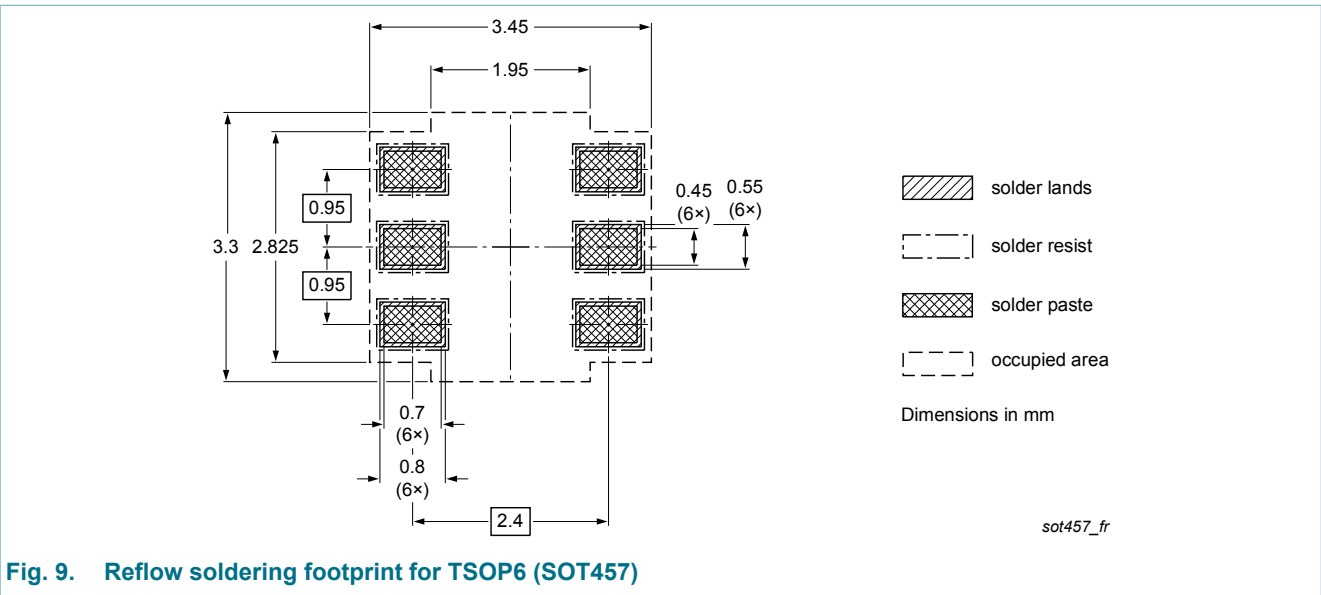 3.45
1.95
0.95
3.3
2.825
0.95
0.45
(6×)
0.55
(6×)
0.7
(6×)
0.8
(6×)
2.4
solder lands
solder resist
solder paste
occupied area
Dimensions in mm
sot457_fr
Fig. 9. Reflow soldering footprint for TSOP6 (SOT457)